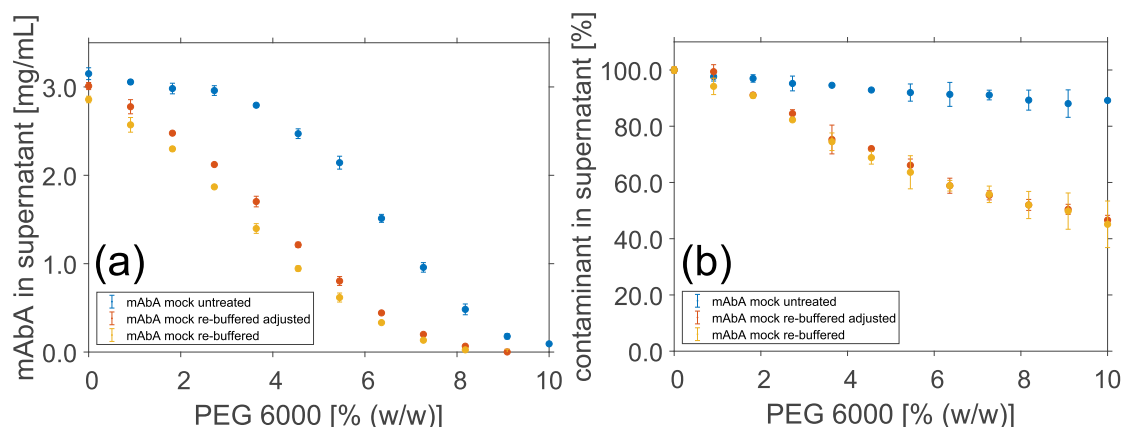 mAbA in supernatant [mg/mL]
3.0
2.0
1.0
0.0
(a)
mAbA mock untreated
mAbA mock re-buffered adjusted
mAbA mock re-buffered
0 2 4 6 8 10
PEG 6000 [% (w/w)]
contaminant in supernatant [%]
100.0
80.0
60.0
40.0
20.0
0.0
(b)
mAbA mock untreated
mAbA mock re-buffered adjusted
mAbA mock re-buffered
0 2 4 6 8 10
PEG 6000 [% (w/w)]